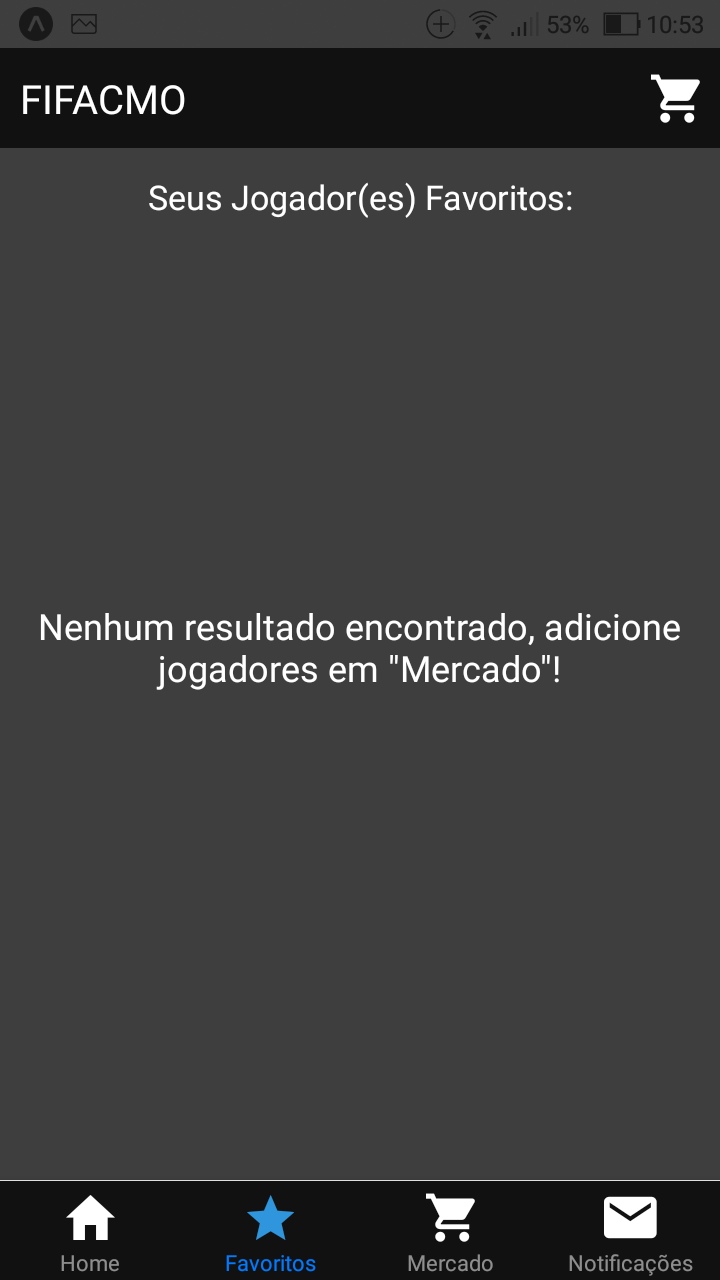 53% 10:53
FIFACMO
Seus Jogador(es) Favoritos:
Nenhum resultado encontrado, adicione
jogadores em "Mercado"!
Home Favoritos Mercado Notificações